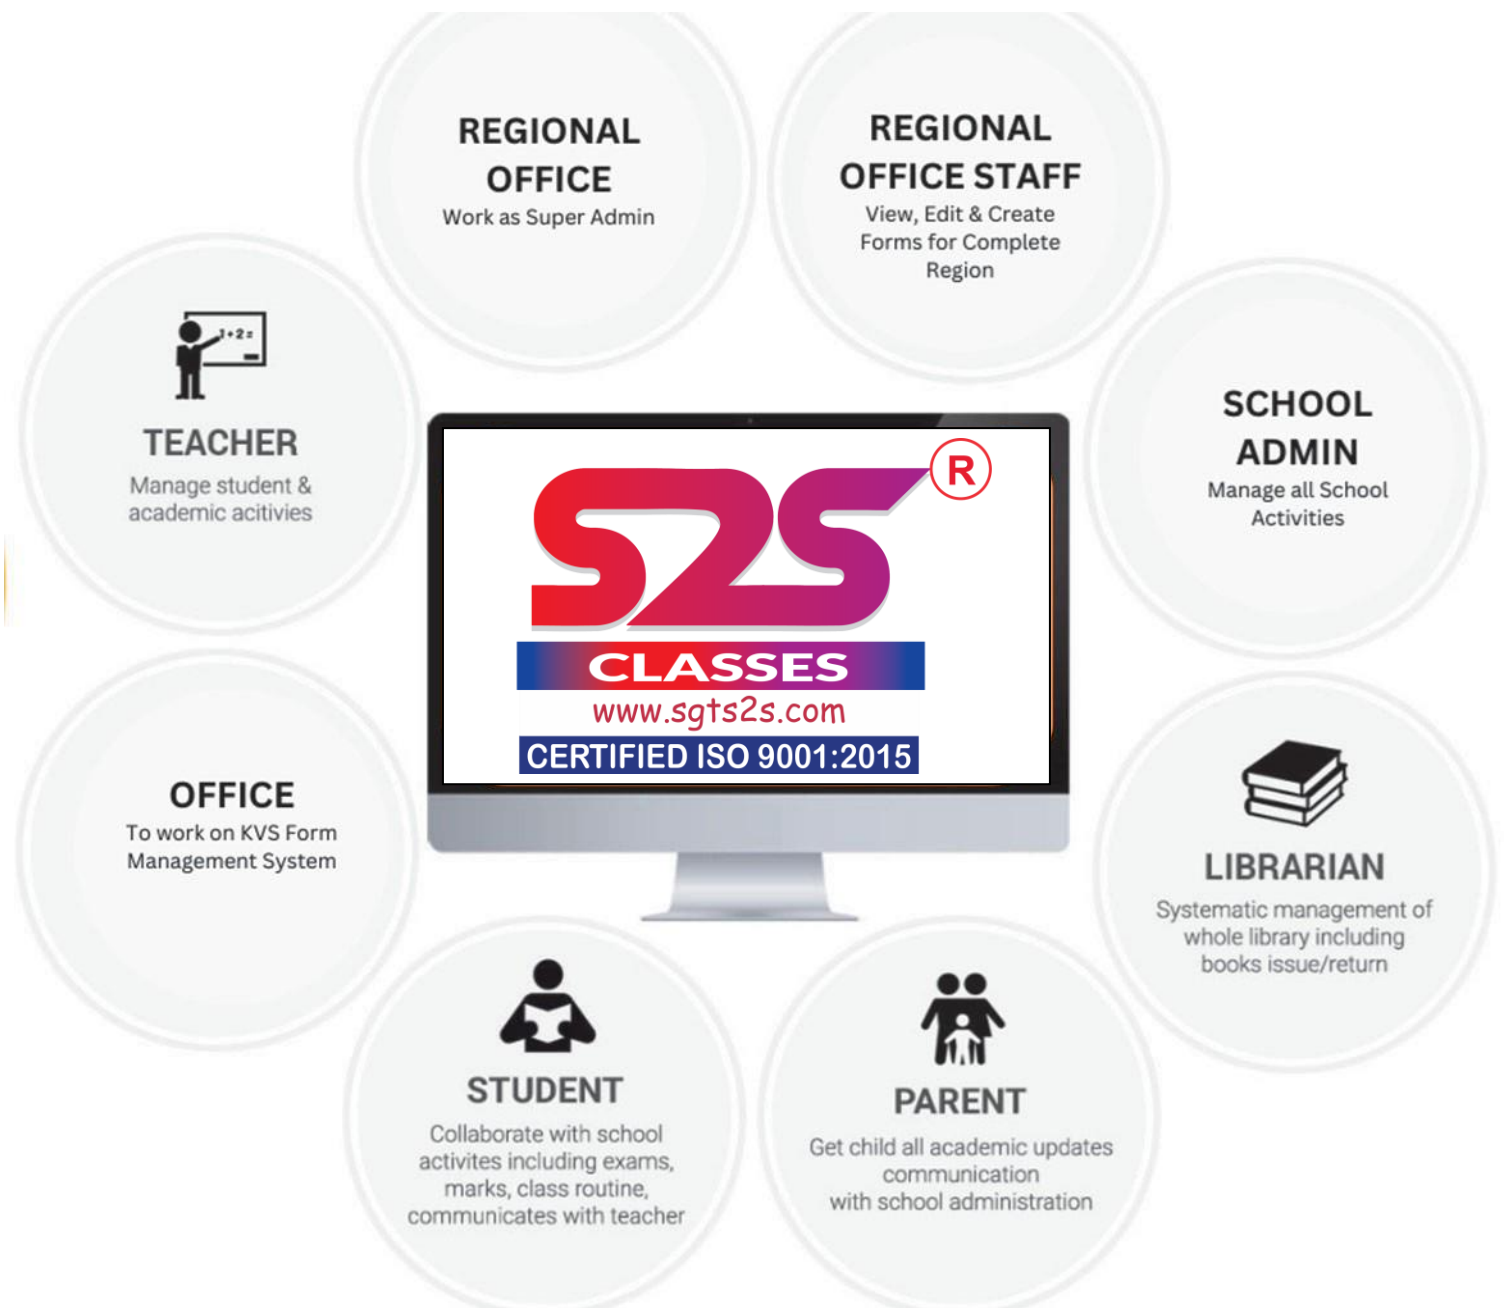 REGIONAL
OFFICE
Work as Super Admin
REGIONAL
OFFICE STAFF
View, Edit & Create
Forms for Complete
Region
1+2=
TEACHER
Manage student &
academic acitivies
SCHOOL
ADMIN
Manage all School
Activities
S2S
R
CLASSES
www.sgts2s.com
CERTIFIED ISO 9001:2015
OFFICE
To work on KVS Form
Management System
LIBRARIAN
Systematic management of
whole library including
books issue/return
STUDENT
Collaborate with school
activites including exams,
marks, class routine,
communicates with teacher
PARENT
Get child all academic updates
communication
with school administration